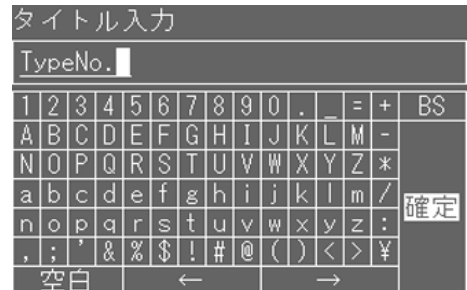 タイトル入力
TypeNo.
1 2 3 4 5 6 7 8 9 0 . _ = + BS
A B C D E F G H I J K L M -
N O P Q R S T U V W X Y Z *
a b c d e f g h i j k l m /
確定
n o p q r s t u v w x y z :
, ; ' & % $ ! # @ ( ) < > ¥
空白 ← →